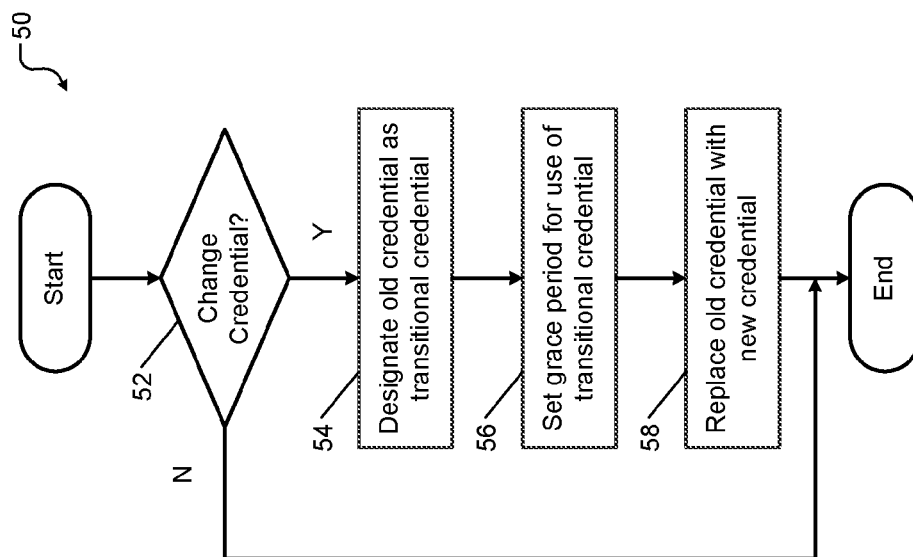 50
Start
52
Change
Credential?
N
Y
54
Designate old credential as
transitional credential
56
Set grace period for use of
transitional credential
58
Replace old credential with
new credential
End